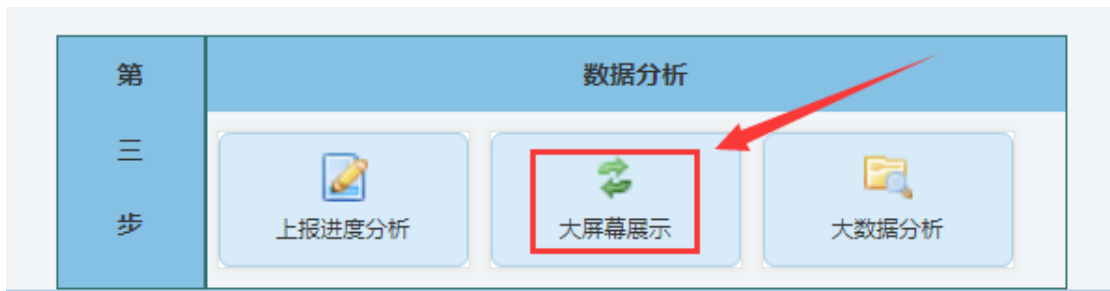 第三步
数据分析
上报进度分析
大屏幕展示
大数据分析